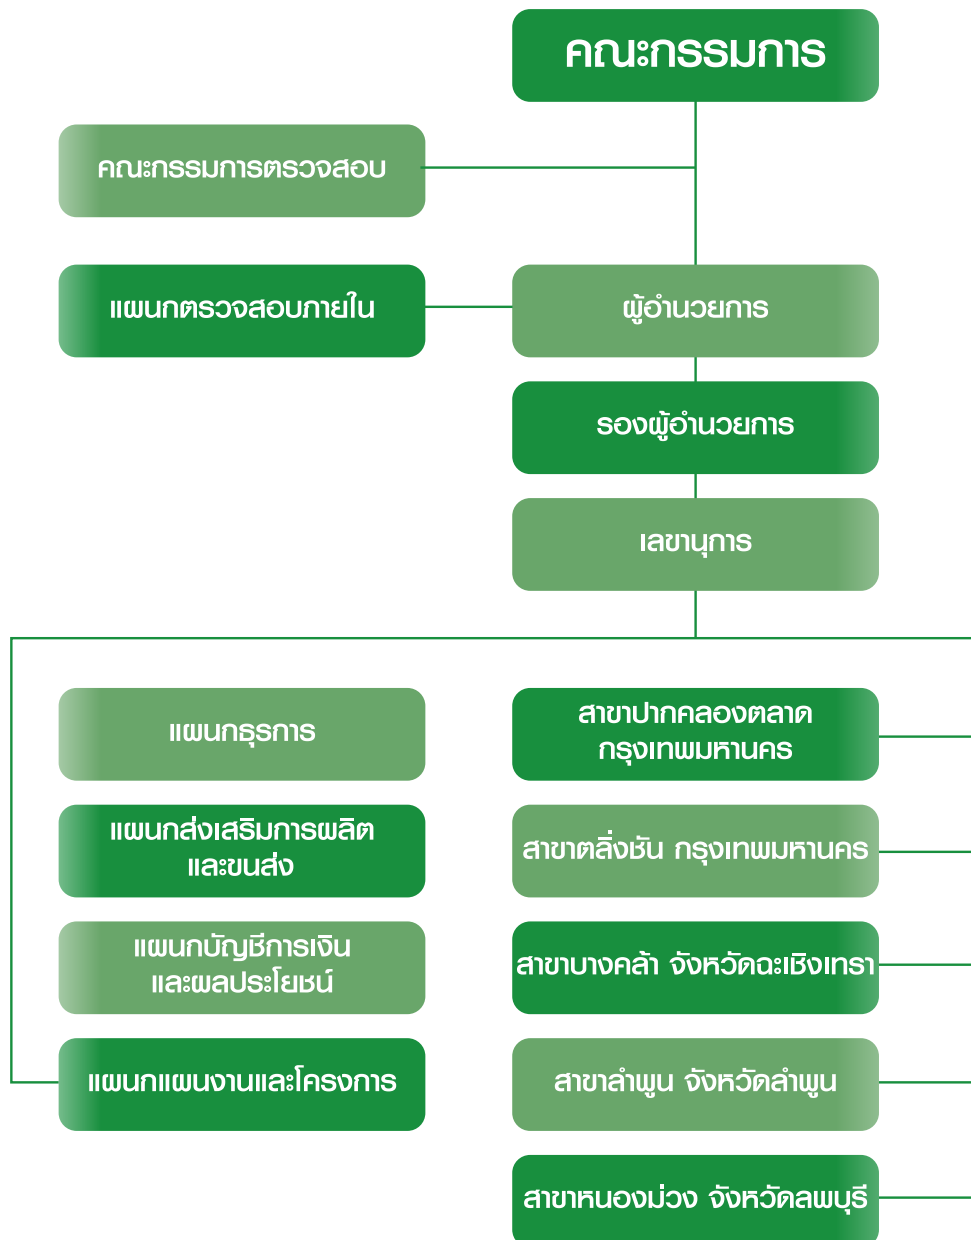 คณะกรรมการ
คณะกรรมการตรวจสอบ
แผนกตรวจสอบภายใน
ผู้อำนวยการ
รองผู้อำนวยการ
เลขานุการ
แผนกธุรการ
แผนกส่งเสริมการผลิต
และขนส่ง
แผนกบัญชีการเงิน
และผลประโยชน์
แผนกแผนงานและโครงการ
สาขาปากคลองตลาด
กรุงเทพมหานคร
สาขาตลิ่งชัน กรุงเทพมหานคร
สาขาบางคล้า จังหวัดฉะเชิงเทรา
สาขาลำพูน จังหวัดลำพูน
สาขาหนองม่วง จังหวัดลพบุรี